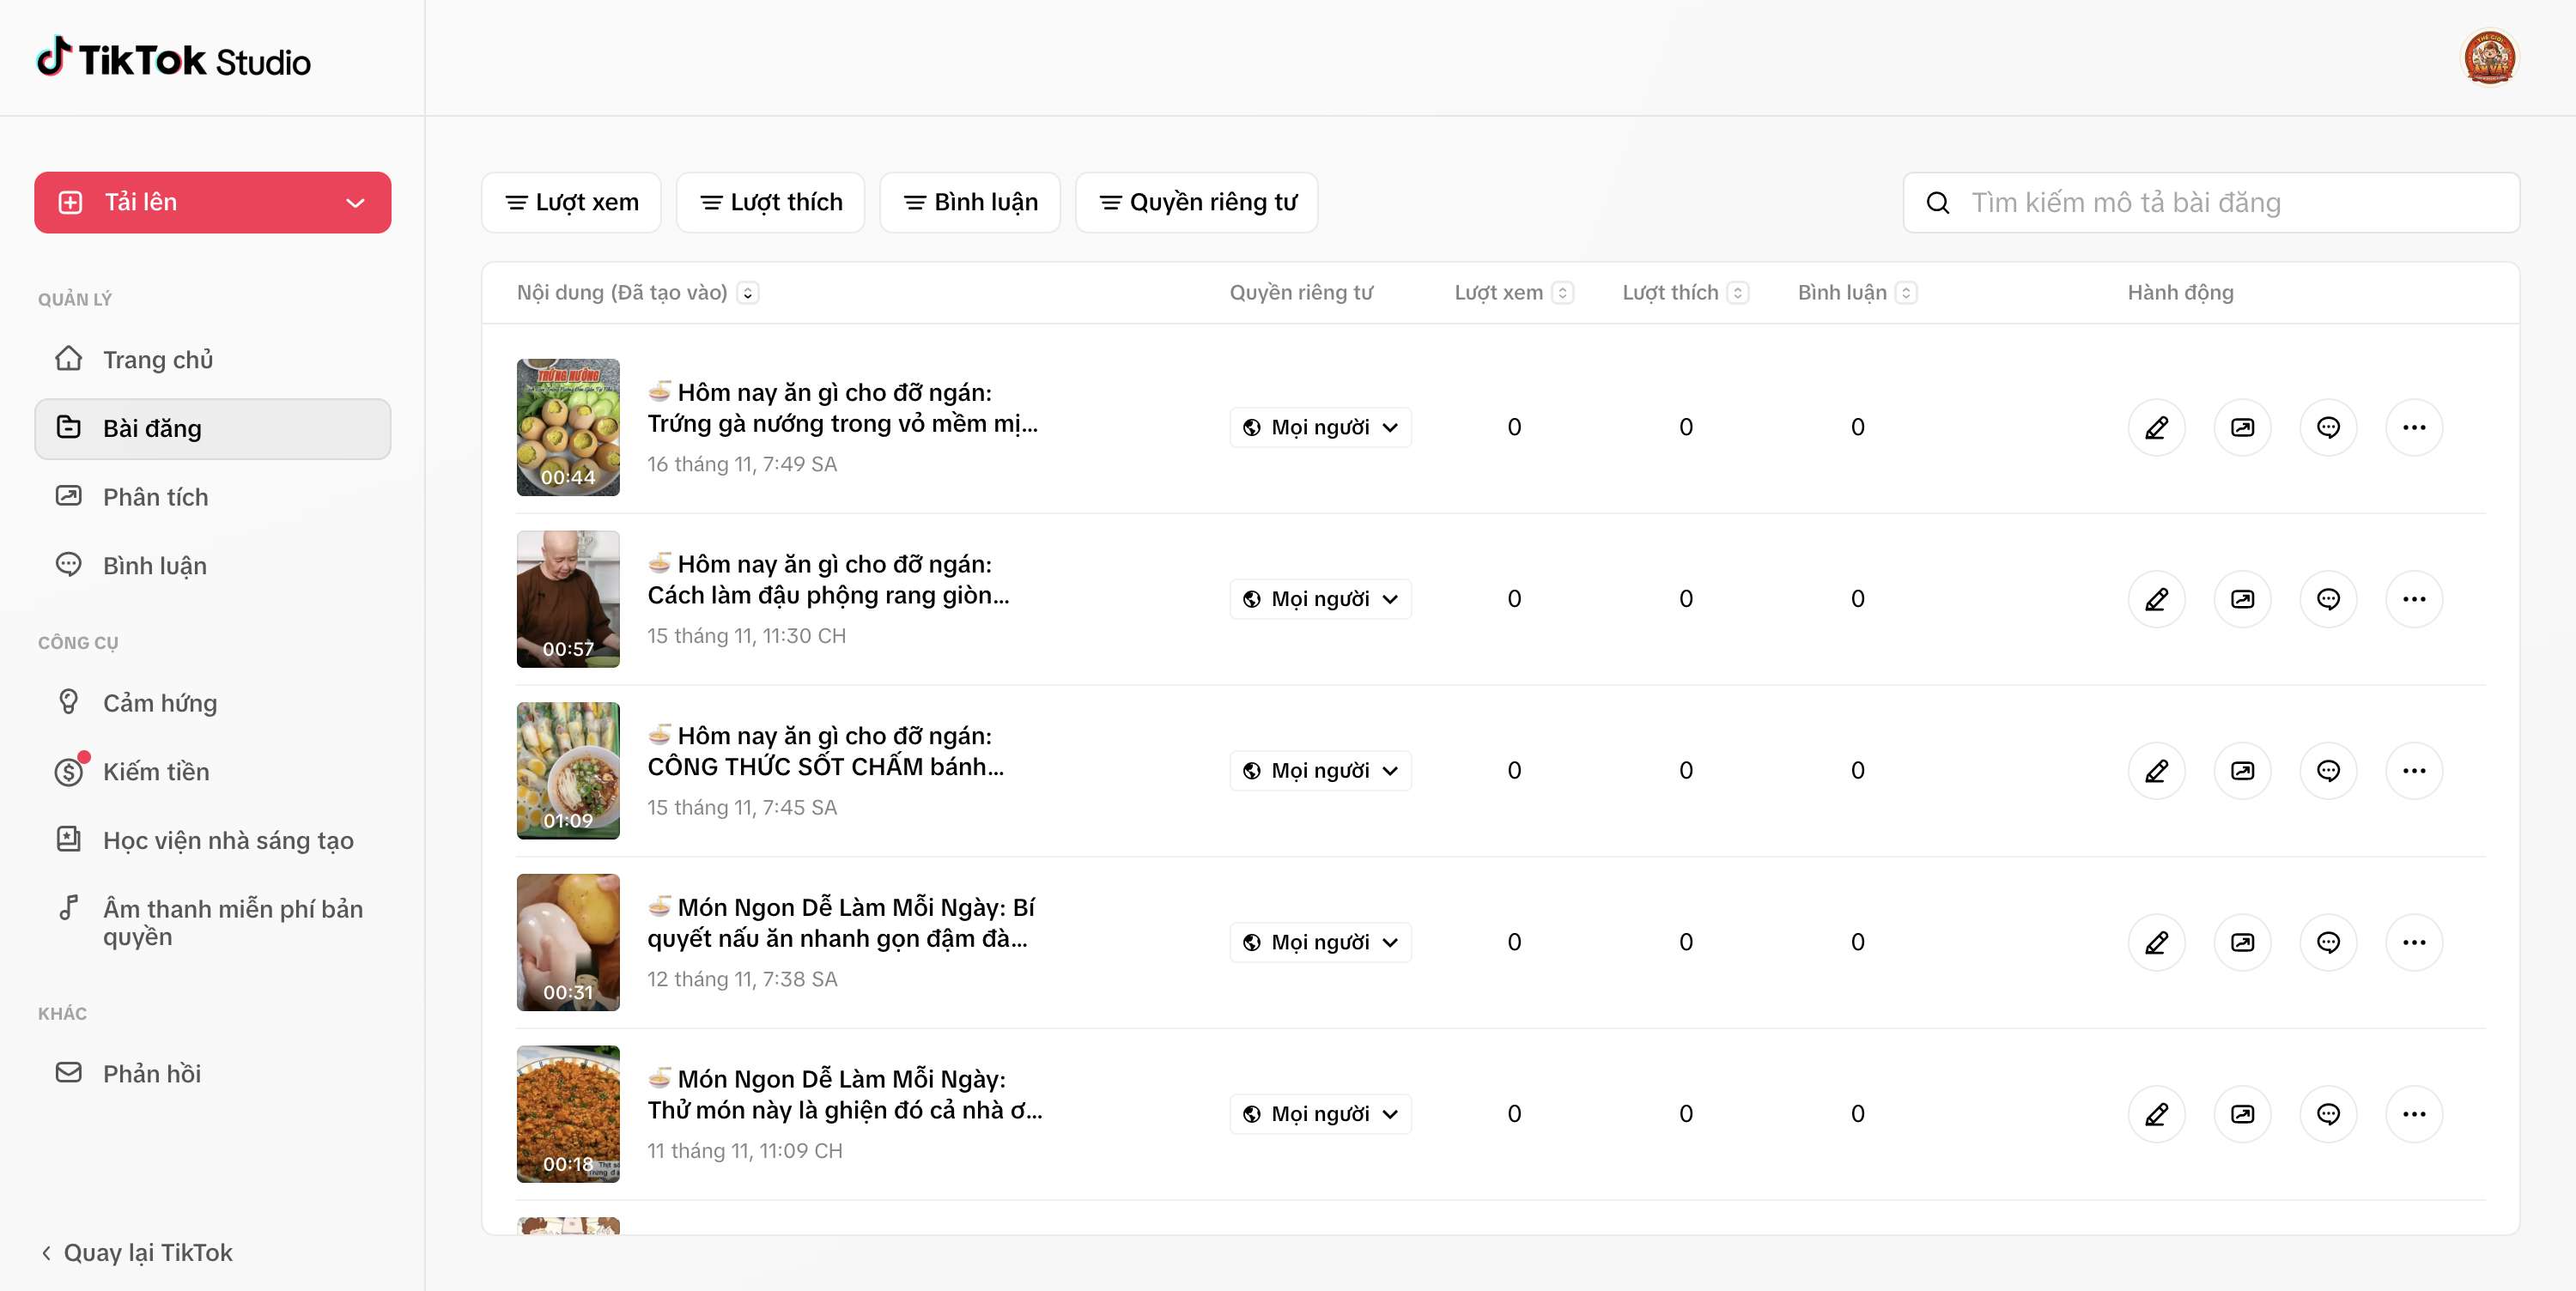 TikTok Studio
Tải lên
QUẢN LÝ
Trang chủ
Bài đăng
Phân tích
Bình luận
CÔNG CỤ
Cảm hứng
Kiếm tiền
Học viện nhà sáng tạo
Âm thanh miễn phí bản
quyền
KHÁC
Phản hồi
Quay lại TikTok
Lượt xem Lượt thích Bình luận Quyền riêng tư
Tìm kiếm mô tả bài đăng
Nội dung (Đã tạo vào) Quyền riêng tư Lượt xem Lượt thích Bình luận Hành động
TRỨNG NƯỚNG
00:44
🍜 Hôm nay ăn gì cho đỡ ngán:
Trứng gà nướng trong vỏ mềm mị...
16 tháng 11, 7:49 SA
Mọi người 0 0 0
00:57
🍜 Hôm nay ăn gì cho đỡ ngán:
Cách làm đậu phộng rang giòn...
15 tháng 11, 11:30 CH
Mọi người 0 0 0
01:09
🍜 Hôm nay ăn gì cho đỡ ngán:
CÔNG THỨC SỐT CHẤM bánh...
15 tháng 11, 7:45 SA
Mọi người 0 0 0
00:31
🍜 Món Ngon Dễ Làm Mỗi Ngày: Bí
quyết nấu ăn nhanh gọn đậm đà...
12 tháng 11, 7:38 SA
Mọi người 0 0 0
00:18
🍜 Món Ngon Dễ Làm Mỗi Ngày:
Thử món này là ghiện đó cả nhà ơ...
11 tháng 11, 11:09 CH
Mọi người 0 0 0